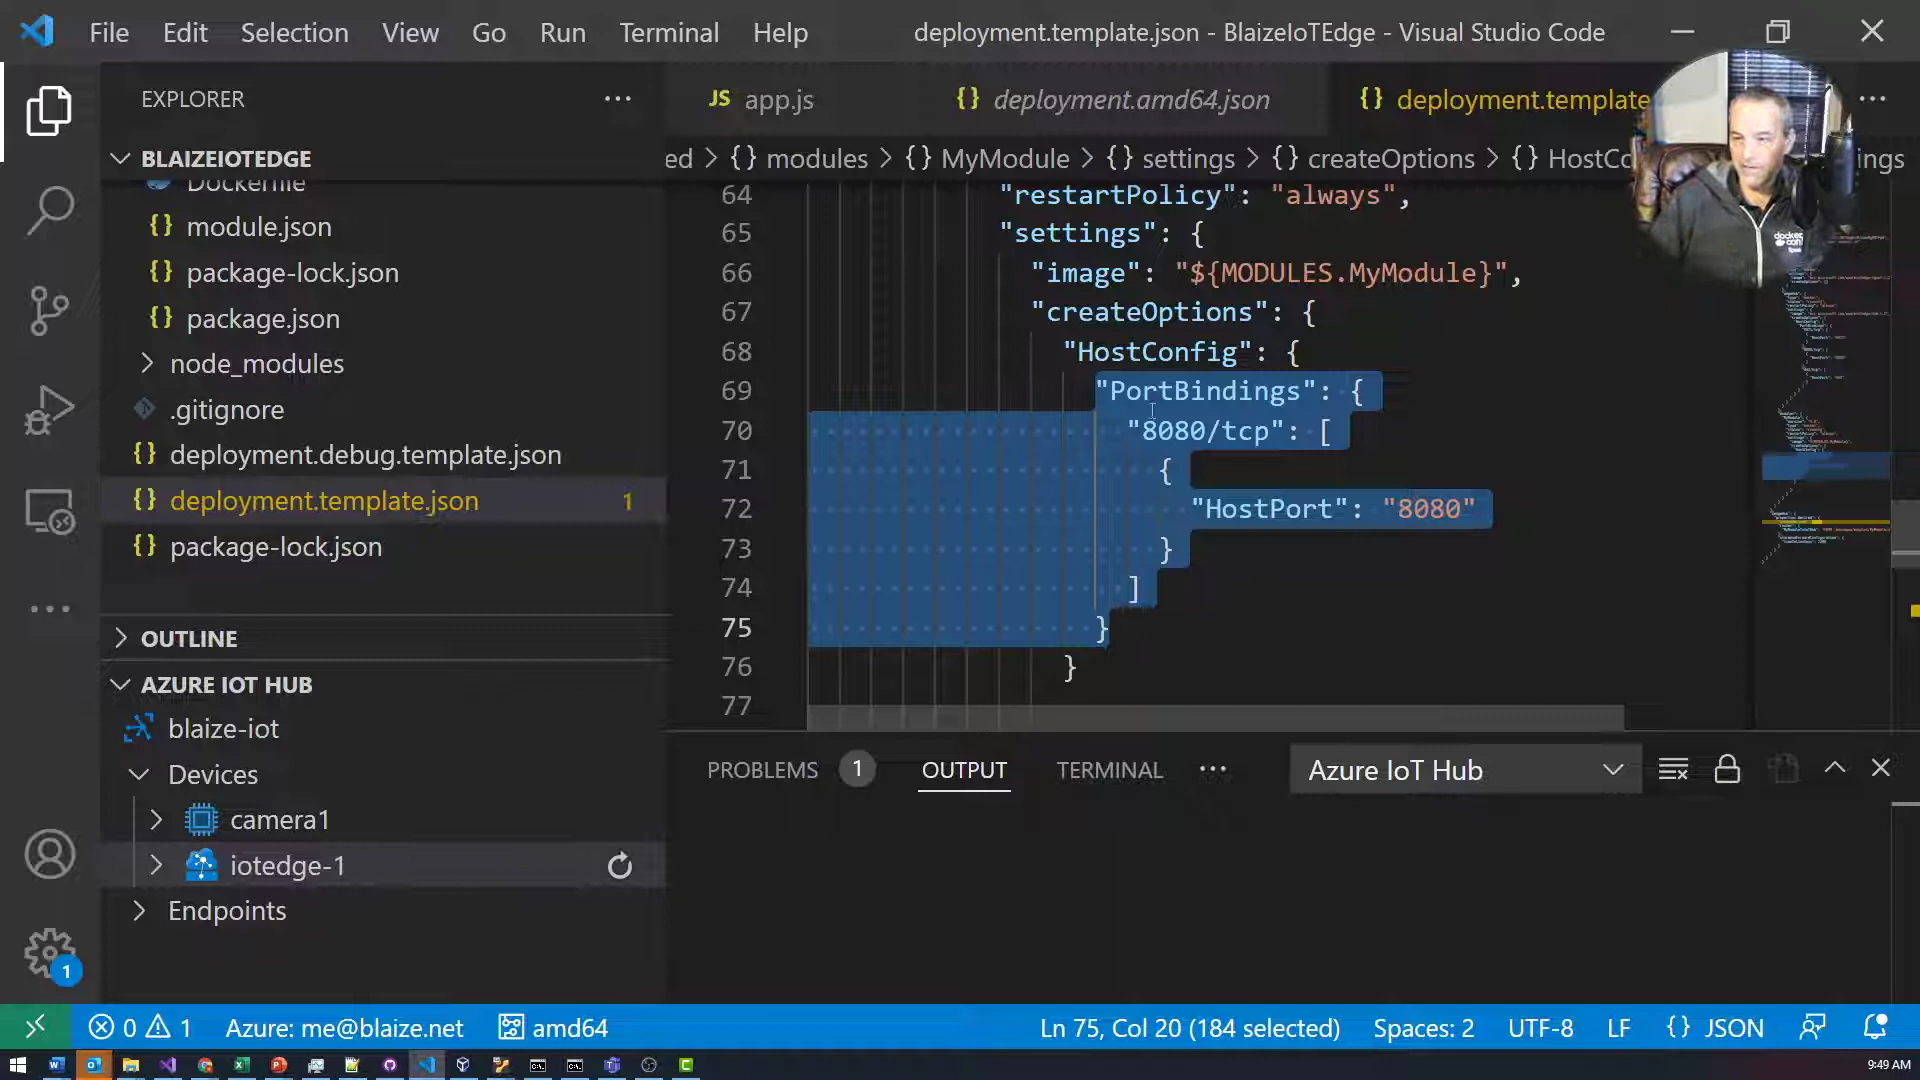 File Edit Selection View Go Run Terminal Help deployment.template.json - BlaizeIoTEdge - Visual Studio Code
EXPLORER
JS app.js
{} deployment.amd64.json
{} deployment.template
BLAIZEIOTEDGE
ed > {} modules > {} MyModule > {} settings > {} createOptions > {} HostCo
ngs
Dockerfile
{} module.json
{} package-lock.json
{} package.json
node_modules
.gitignore
{} deployment.debug.template.json
{} deployment.template.json 1
{} package-lock.json
OUTLINE
AZURE IOT HUB
blaize-iot
Devices
camera1
iotedge-1
Endpoints
64 "restartPolicy": "always",
65 "settings": {
66 "image": "${MODULES.MyModule}",
67 "createOptions": {
68 "HostConfig": {
69 "PortBindings": {
70 "8080/tcp": [
71 {
72 "HostPort": "8080"
73 }
74 ]
75 }
76 }
77
docker
con
PROBLEMS 1 OUTPUT TERMINAL ··· Azure IoT Hub
1
0 1 Azure: me@blaize.net amd64 Ln 75, Col 20 (184 selected) Spaces: 2 UTF-8 LF {} JSON
9:49 AM